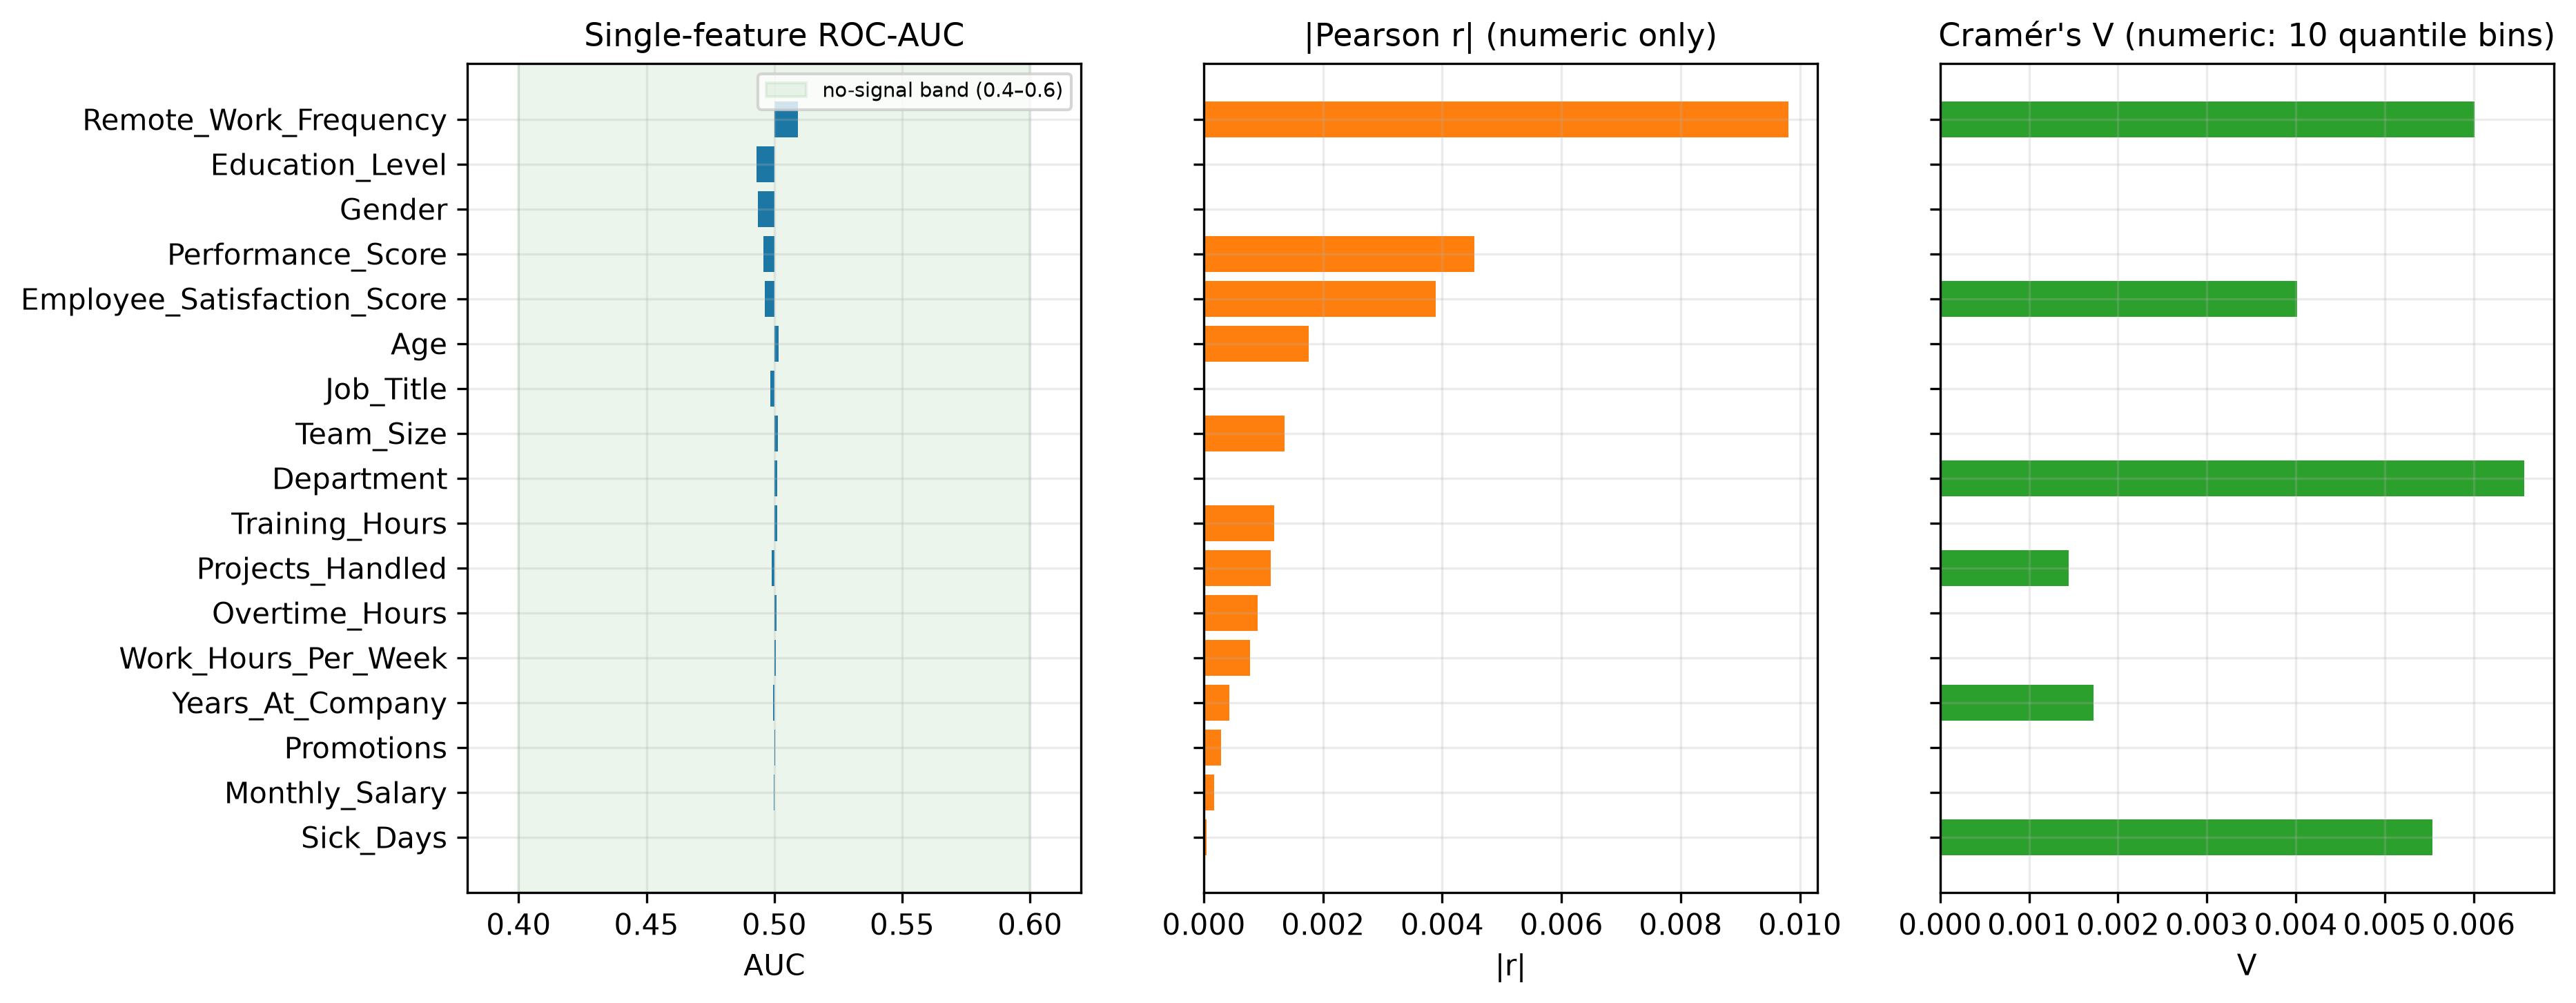 Single-feature ROC-AUC
no-signal band (0.4–0.6)
Remote_Work_Frequency
Education_Level
Gender
Performance_Score
Employee_Satisfaction_Score
Age
Job_Title
Team_Size
Department
Training_Hours
Projects_Handled
Overtime_Hours
Work_Hours_Per_Week
Years_At_Company
Promotions
Monthly_Salary
Sick_Days
0.40 0.45 0.50 0.55 0.60
AUC
|Pearson r| (numeric only)
0.000 0.002 0.004 0.006 0.008 0.010
|r|
Cramér's V (numeric: 10 quantile bins)
0.000 0.001 0.002 0.003 0.004 0.005 0.006
V